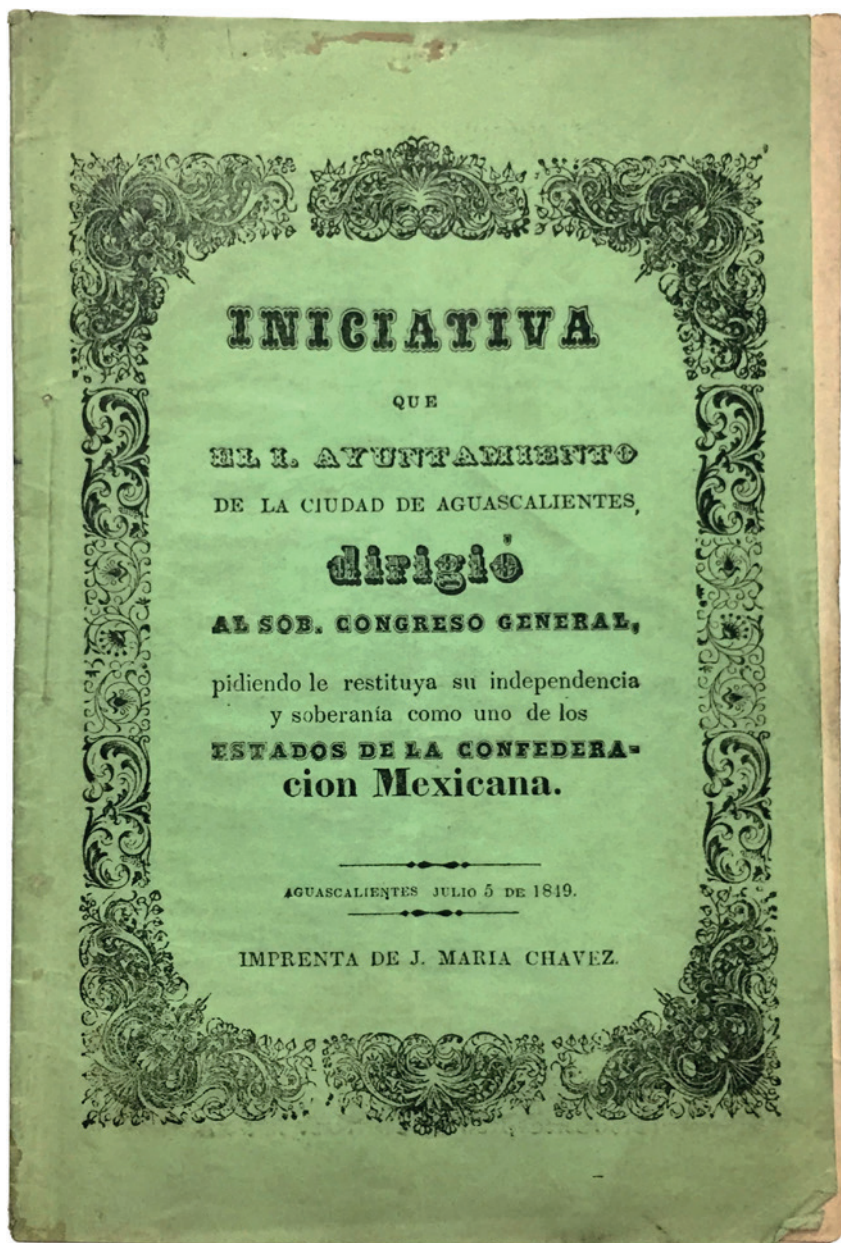 INICIATIVA
QUE
EL I. AYUNTAMIENTO
DE LA CIUDAD DE AGUASCALIENTES,
dirigió
AL SOB. CONGRESO GENERAL,
pidiendo le restituya su independencia
y soberanía como uno de los
ESTADOS DE LA CONFEDERA-
cion Mexicana.
AGUASCALIENTES JULIO 5 DE 1849.
IMPRENTA DE J. MARIA CHAVEZ.